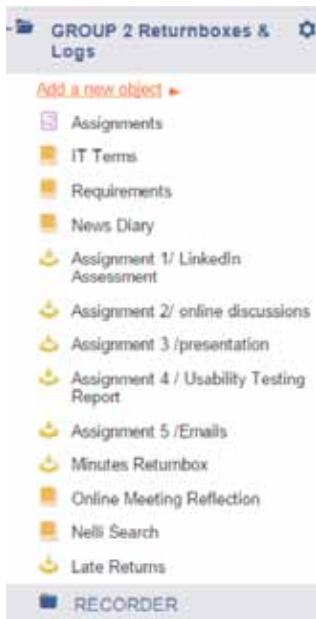 GROUP 2 Returnboxes &
Logs
Add a new object
Assignments
IT Terms
Requirements
News Diary
Assignment 1/ LinkedIn
Assessment
Assignment 2/ online discussions
Assignment 3 /presentation
Assignment 4 / Usability Testing
Report
Assignment 5 /Emails
Minutes Returnbox
Online Meeting Reflection
Nelli Search
Late Returns
RECORDER